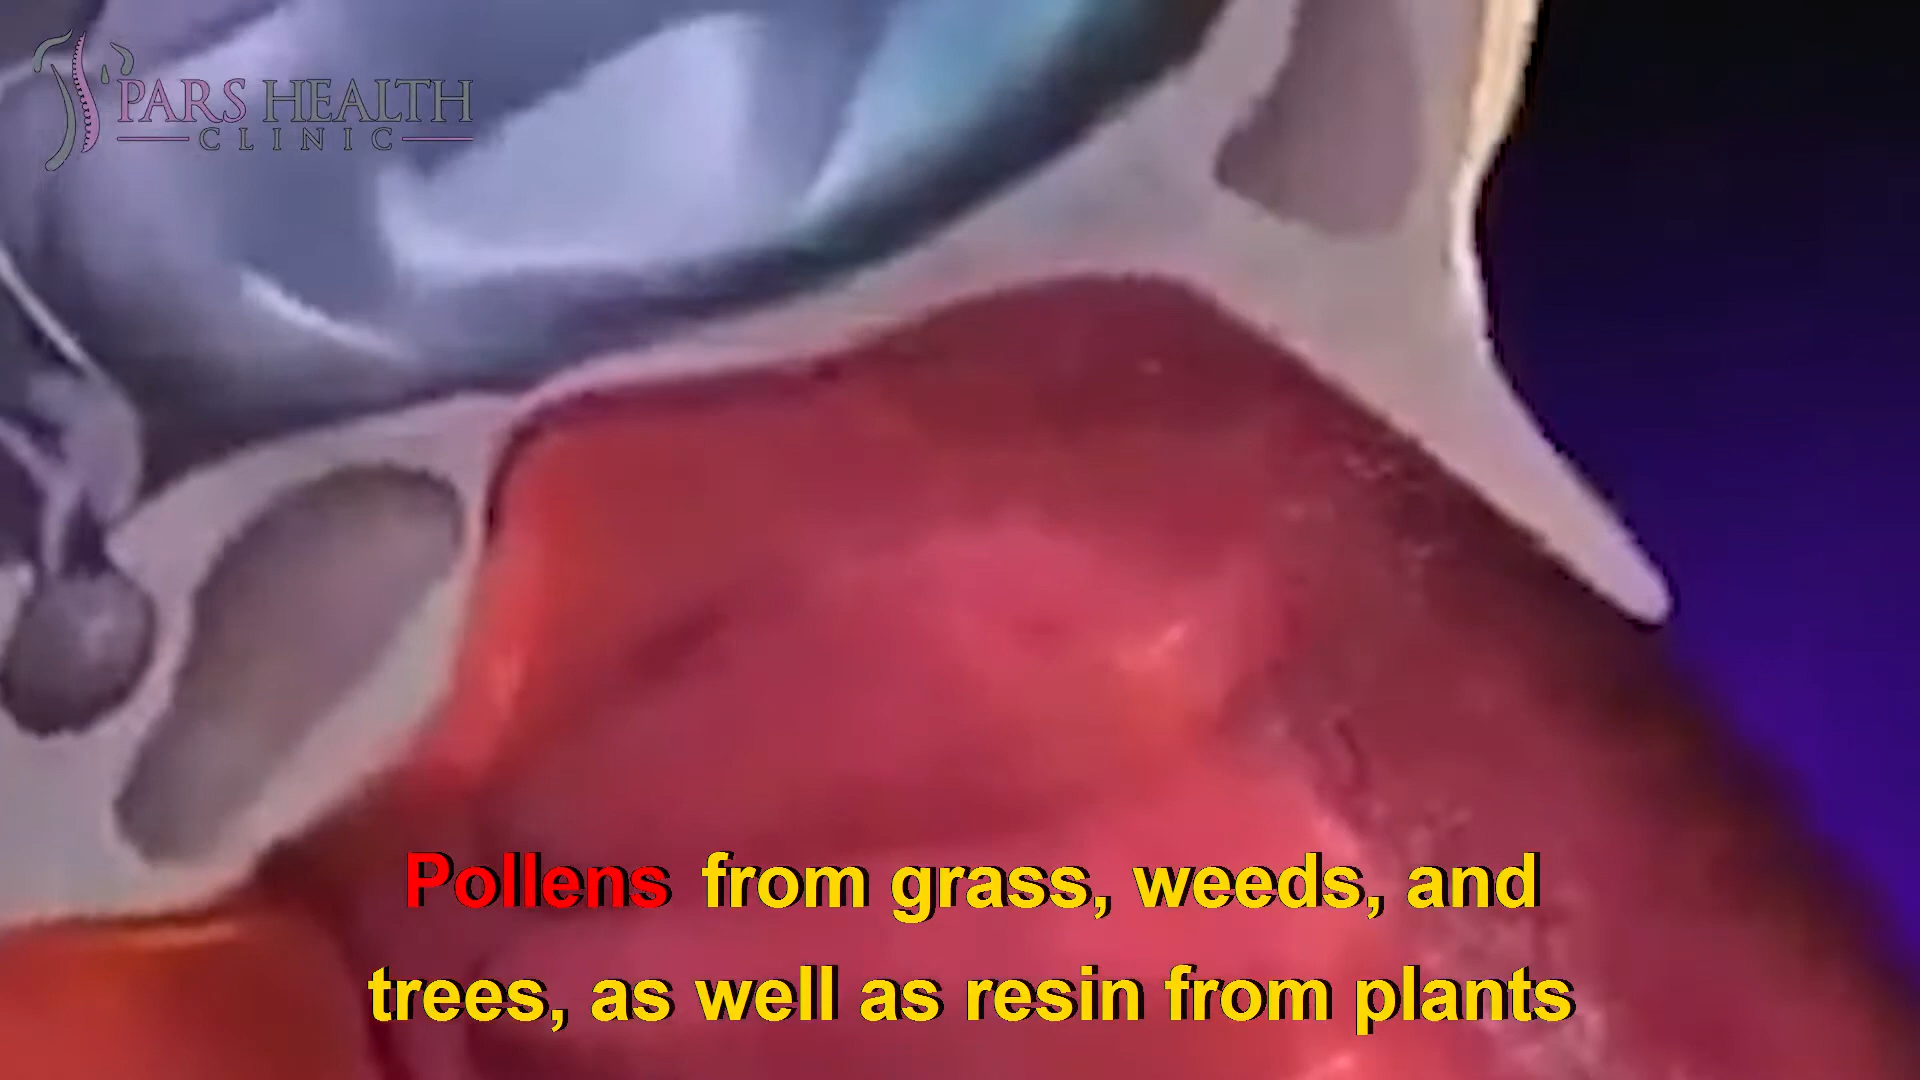 PARS HEALTH
CLINIC
Pollens from grass, weeds, and
trees, as well as resin from plants